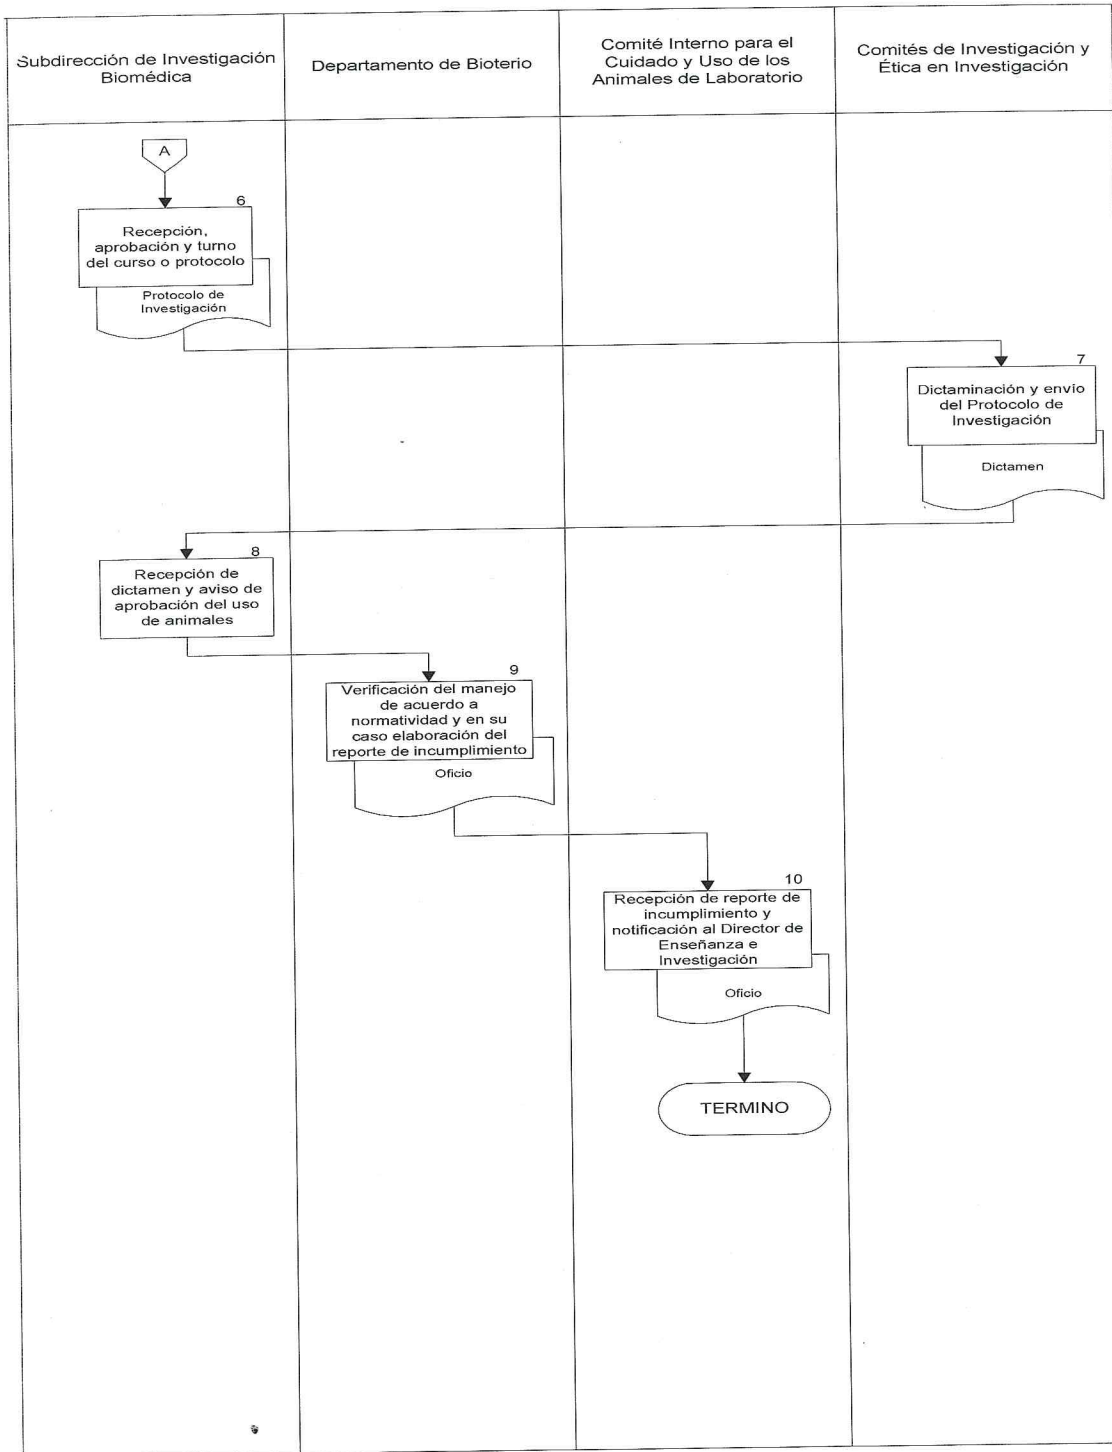 Subdirección de Investigación
Biomédica
Departamento de Bioterio
Comité Interno para el
Cuidado y Uso de los
Animales de Laboratorio
Comités de Investigación y
Ética en Investigación
A
6
Recepción,
aprobación y turno
del curso o protocolo
Protocolo de
Investigación
7
Dictaminación y envío
del Protocolo de
Investigación
Dictamen
8
Recepción de
dictamen y aviso de
aprobación del uso
de animales
9
Verificación del manejo
de acuerdo a
normatividad y en su
caso elaboración del
reporte de incumplimiento
Oficio
10
Recepción de reporte de
incumplimiento y
notificación al Director de
Enseñanza e
Investigación
Oficio
TERMINO